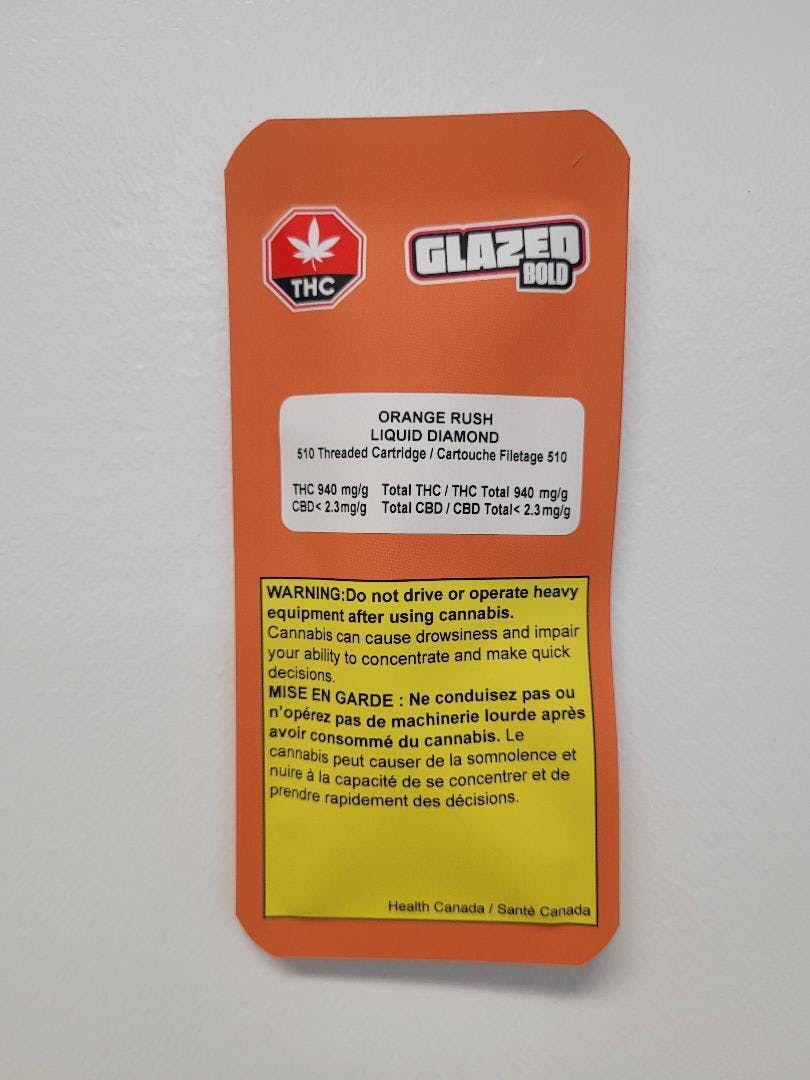 THC
GLAZED
BOLD
ORANGE RUSH
LIQUID DIAMOND
510 Threaded Cartridge / Cartouche Filetage 510
THC 940 mg/g Total THC / THC Total 940 mg/g
CBD< 2.3mg/g Total CBD / CBD Total< 2.3mg/g
WARNING:Do not drive or operate heavy
equipment after using cannabis.
Cannabis can cause drowsiness and impair
your ability to concentrate and make quick
decisions.
MISE EN GARDE : Ne conduisez pas ou
n'opérez pas de machinerie lourde après
avoir consommé du cannabis. Le
cannabis peut causer de la somnolence et
nuire à la capacité de se concentrer et de
prendre rapidement des décisions.
Health Canada / Santé Canada